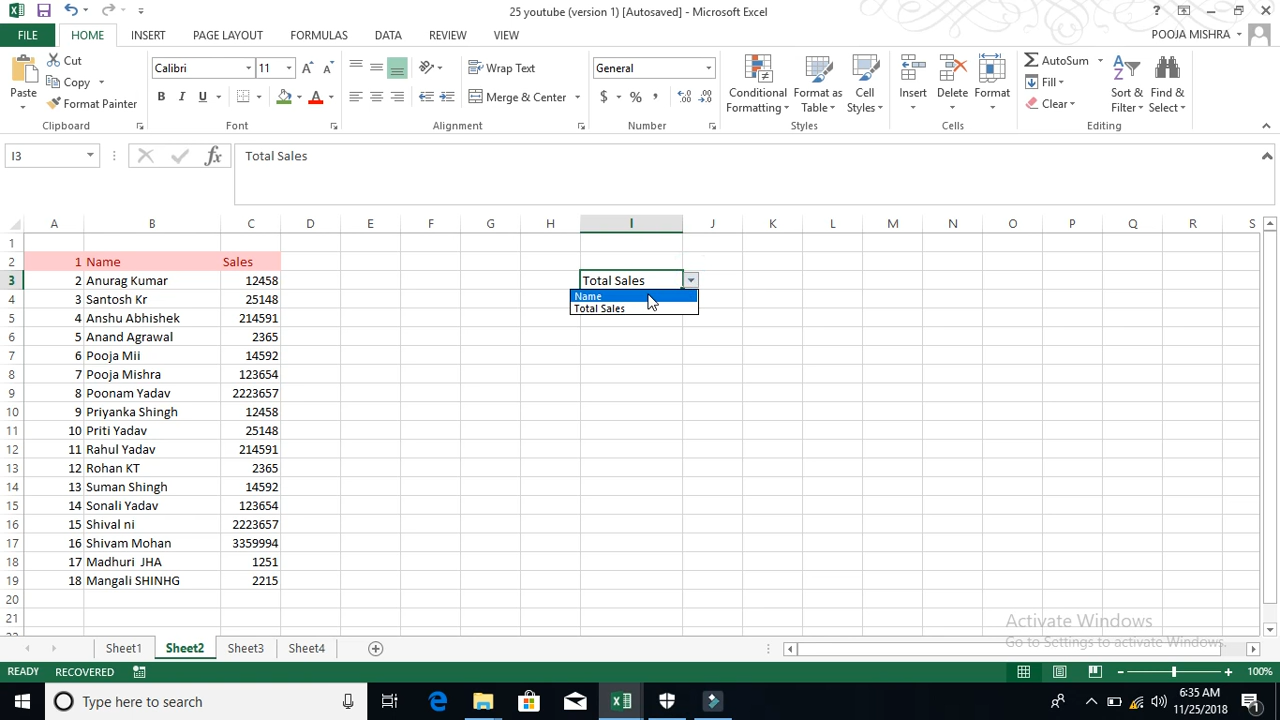 25 youtube (version 1) [Autosaved] - Microsoft Excel
FILE HOME INSERT PAGE LAYOUT FORMULAS DATA REVIEW VIEW POOJA MISHRA
Paste Cut Copy Format Painter Clipboard
Calibri 11 B I U A Font
Wrap Text Merge & Center Alignment
General $ % , Number
Conditional Formatting Format as Table Cell Styles Styles
Insert Delete Format Cells
AutoSum Fill Clear Sort & Filter Find & Select Editing
I3 fx Total Sales
A B C D E F G H I J K L M N O P Q R S
1
2 1 Name Sales
3 2 Anurag Kumar 12458 Total Sales
4 3 Santosh Kr 25148 Name
Total Sales
5 4 Anshu Abhishek 214591
6 5 Anand Agrawal 2365
7 6 Pooja Mii 14592
8 7 Pooja Mishra 123654
9 8 Poonam Yadav 2223657
10 9 Priyanka Shingh 12458
11 10 Priti Yadav 25148
12 11 Rahul Yadav 214591
13 12 Rohan KT 2365
14 13 Suman Shingh 14592
15 14 Sonali Yadav 123654
16 15 Shival ni 2223657
17 16 Shivam Mohan 3359994
18 17 Madhuri JHA 1251
19 18 Mangali SHINHG 2215
20
21
Activate Windows
Go to Settings to activate Windows.
Sheet1 Sheet2 Sheet3 Sheet4
READY RECOVERED 100%
Type here to search
6:35 AM
11/25/2018